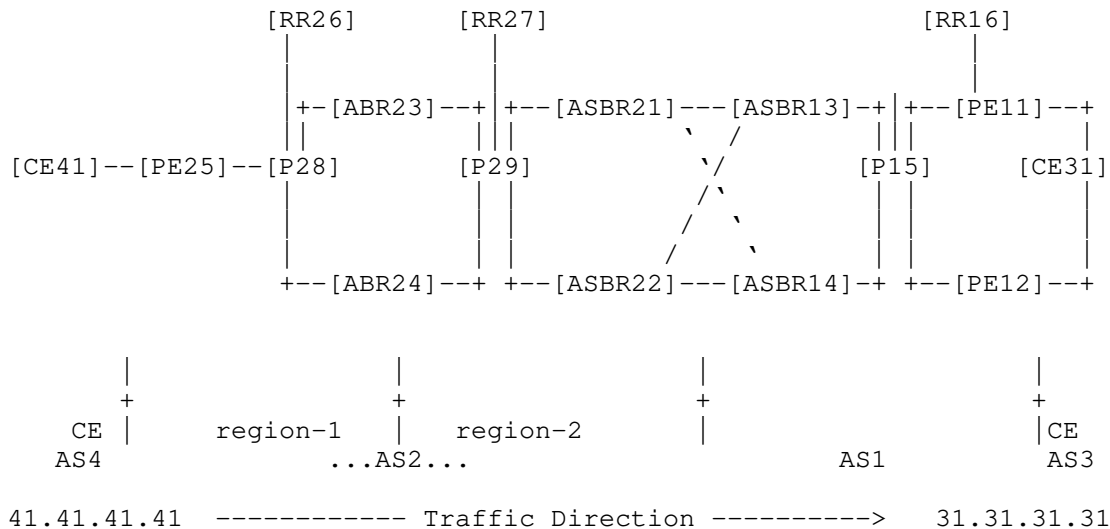 [RR26] [RR27] [RR16]
+-[ABR23]--+ +--[ASBR21]---[ASBR13]-+ +--[PE11]--+
[CE41]--[PE25]--[P28] [P29] [P15] [CE31]
+--[ABR24]--+ +--[ASBR22]---[ASBR14]-+ +--[PE12]--+
CE | region-1 | region-2 | |CE
AS4 ...AS2... AS1 AS3
41.41.41.41 ------------ Traffic Direction ----------> 31.31.31.31